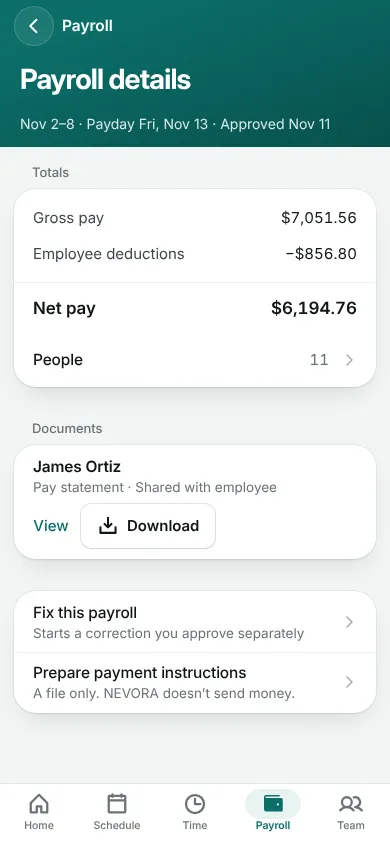 Payroll
Payroll details
Nov 2–8 · Payday Fri, Nov 13 · Approved Nov 11
Totals
Gross pay $7,051.56
Employee deductions −$856.80
Net pay $6,194.76
People 11
Documents
James Ortiz
Pay statement · Shared with employee
View Download
Fix this payroll
Starts a correction you approve separately
Prepare payment instructions
A file only. NEVORA doesn’t send money.
Home Schedule Time Payroll Team